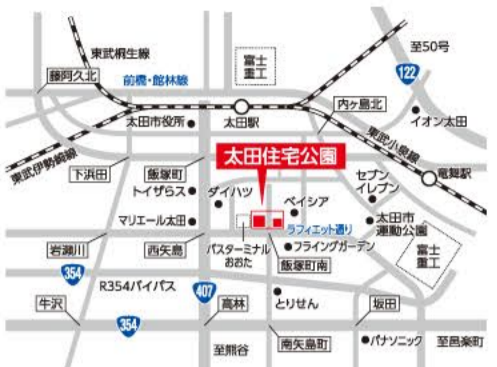 東武桐生線
富士
重工
至50号
藤阿久北
前橋・館林線
122
内ヶ島北
イオン太田
太田市役所
太田駅
東武小泉線
東武伊勢崎線
太田住宅公園
竜舞駅
下浜田
飯塚町
セブン
イレブン
トイザらス
ダイハツ
ベイシア
マリエール太田
ラフィエット通り
太田市
運動公園
岩瀬川
西矢島
バスターミナル
おおた
フライングガーデン
富士
重工
飯塚町南
354
R354バイパス
407
とりせん
牛沢
354
高林
坂田
至熊谷
南矢島町
パナソニック
至邑楽町